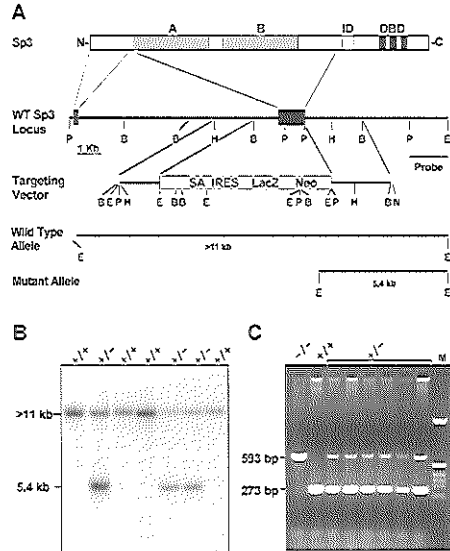 A
A B ID DBD
Sp3 N- -C
WT Sp3
Locus
P B B H B P P H B P E
1 Kb
Probe
Targeting
Vector
SA IRES LacZ Neo
B E P H E B B E E P B E P H B N
Wild Type
Allele
>11 kb
E E
Mutant Allele
5.4 kb
E E
B
+/+ +/- +/+ +/+ +/- +/- +/+
>11 kb
5.4 kb
C
-/- +/+ +/- M
593 bp
273 bp